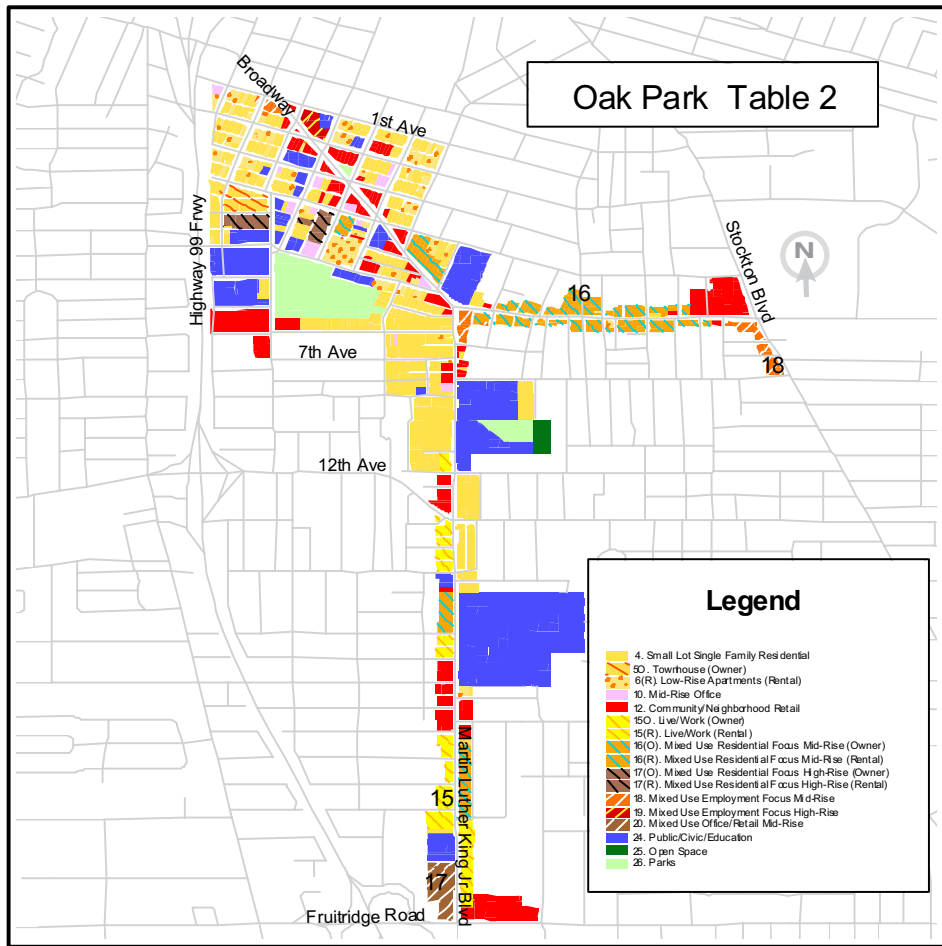 Oak Park Table 2
Broadway
1st Ave
Highway 99 Frwy
Stockton Blvd
N
16
18
7th Ave
12th Ave
15
17
Martin Luther King Jr Blvd
Fruitridge Road
Legend
4. Small Lot Single Family Residential
5O. Townhouse (Owner)
6(R). Low-Rise Apartments (Rental)
10. Mid-Rise Office
12. Community/Neighborhood Retail
15O. Live/Work (Owner)
15(R). Live/Work (Rental)
16(O). Mixed Use Residential Focus Mid-Rise (Owner)
16(R). Mixed Use Residential Focus Mid-Rise (Rental)
17(O). Mixed Use Residential Focus High-Rise (Owner)
17(R). Mixed Use Residential Focus High-Rise (Rental)
18. Mixed Use Employment Focus Mid-Rise
19. Mixed Use Employment Focus High-Rise
20. Mixed Use Office/Retail Mid-Rise
24. Public/Civic/Education
25. Open Space
26. Parks